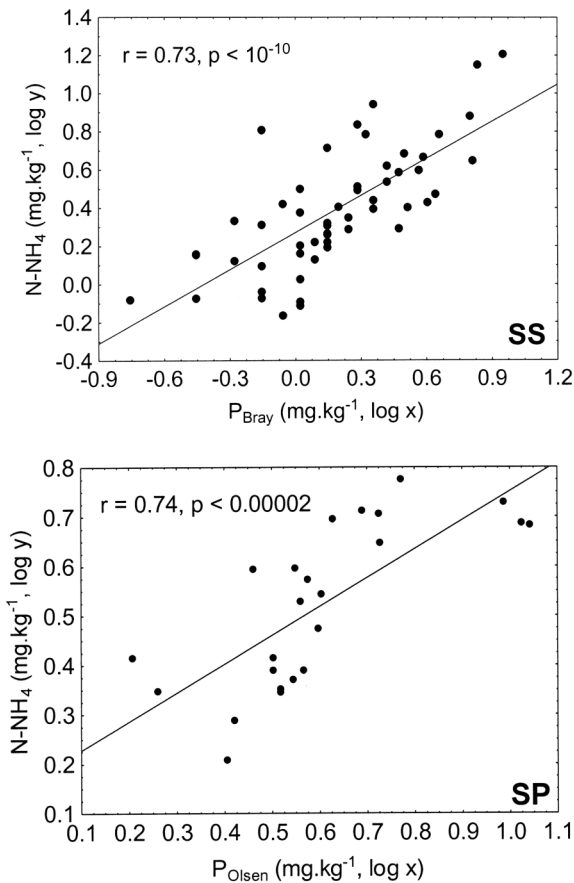 1.4
r = 0.73, p < 10⁻¹⁰
1.2
1.0
0.8
0.6
0.4
0.2
0.0
-0.2
-0.4
N-NH₄ (mg.kg⁻¹, log y)
SS
-0.9 -0.6 -0.3 0.0 0.3 0.6 0.9 1.2
P_Bray (mg.kg⁻¹, log x)
0.8
r = 0.74, p < 0.00002
0.7
0.6
0.5
0.4
0.3
0.2
0.1
N-NH₄ (mg.kg⁻¹, log y)
SP
0.1 0.2 0.3 0.4 0.5 0.6 0.7 0.8 0.9 1.0 1.1
P_Olsen (mg.kg⁻¹, log x)